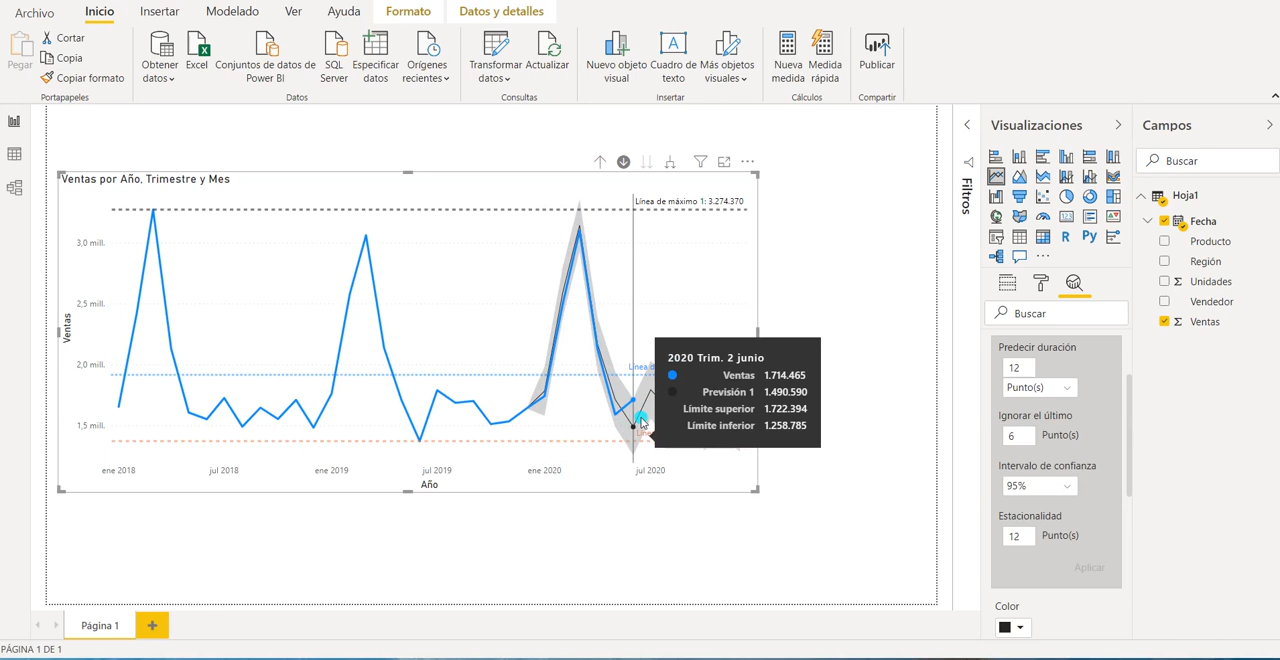 Archivo Inicio Insertar Modelado Ver Ayuda Formato Datos y detalles
Pegar
Cortar
Copia
Copiar formato
Portapapeles
Obtener datos
Excel
Conjuntos de datos de Power BI
SQL Server
Especificar datos
Orígenes recientes
Datos
Transformar datos
Actualizar
Consultas
Nuevo objeto visual
Cuadro de texto
Más objetos visuales
Insertar
Nueva medida
Medida rápida
Cálculos
Publicar
Compartir
Ventas por Año, Trimestre y Mes
Línea de máximo 1: 3.274.370
3,0 mill.
2,5 mill.
2,0 mill.
1,5 mill.
Ventas
Línea d
ene 2018 jul 2018 ene 2019 jul 2019 ene 2020 jul 2020
Año
2020 Trim. 2 junio
Ventas 1.714.465
Previsión 1 1.490.590
Límite superior 1.722.394
Límite inferior 1.258.785
Filtros
Visualizaciones
R Py
Buscar
Predecir duración
12
Punto(s)
Ignorar el último
6 Punto(s)
Intervalo de confianza
95%
Estacionalidad
12 Punto(s)
Aplicar
Color
Campos
Buscar
Hoja1
Fecha
Producto
Región
Σ Unidades
Vendedor
Σ Ventas
Página 1
PÁGINA 1 DE 1